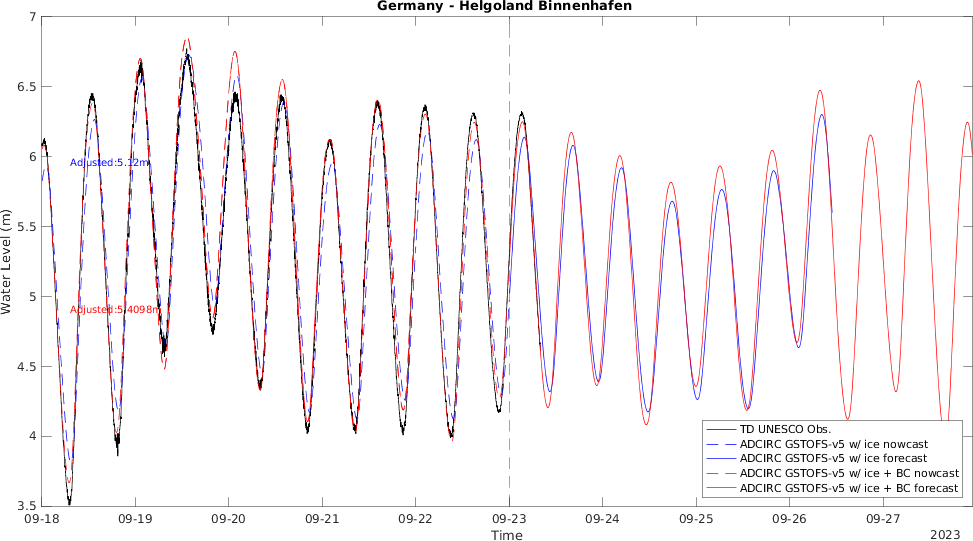 Germany - Helgoland Binnenhafen
7
6.5
6
5.5
5
4.5
4
3.5
Water Level (m)
Adjusted:5.12m
Adjusted:5.4098m
TD UNESCO Obs.
ADCIRC GSTOFS-v5 w/ ice nowcast
ADCIRC GSTOFS-v5 w/ ice forecast
ADCIRC GSTOFS-v5 w/ ice + BC nowcast
ADCIRC GSTOFS-v5 w/ ice + BC forecast
09-18 09-19 09-20 09-21 09-22 09-23 09-24 09-25 09-26 09-27
Time
2023